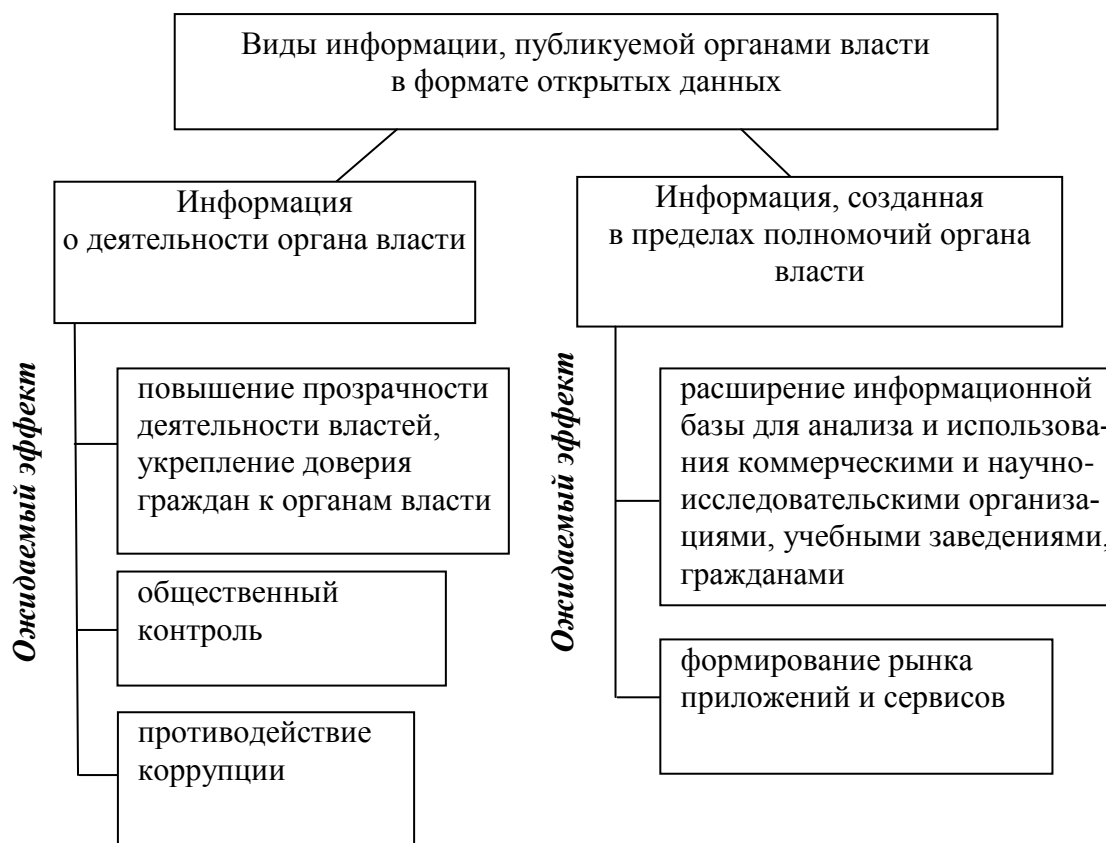 Виды информации, публикуемой органами власти
в формате открытых данных
Информация
о деятельности органа власти
Ожидаемый эффект
повышение прозрачности
деятельности властей,
укрепление доверия
граждан к органам власти
общественный
контроль
противодействие
коррупции
Информация, созданная
в пределах полномочий органа
власти
Ожидаемый эффект
расширение информационной
базы для анализа и использова-
ния коммерческими и научно-
исследовательскими организа-
циями, учебными заведениями,
гражданами
формирование рынка
приложений и сервисов